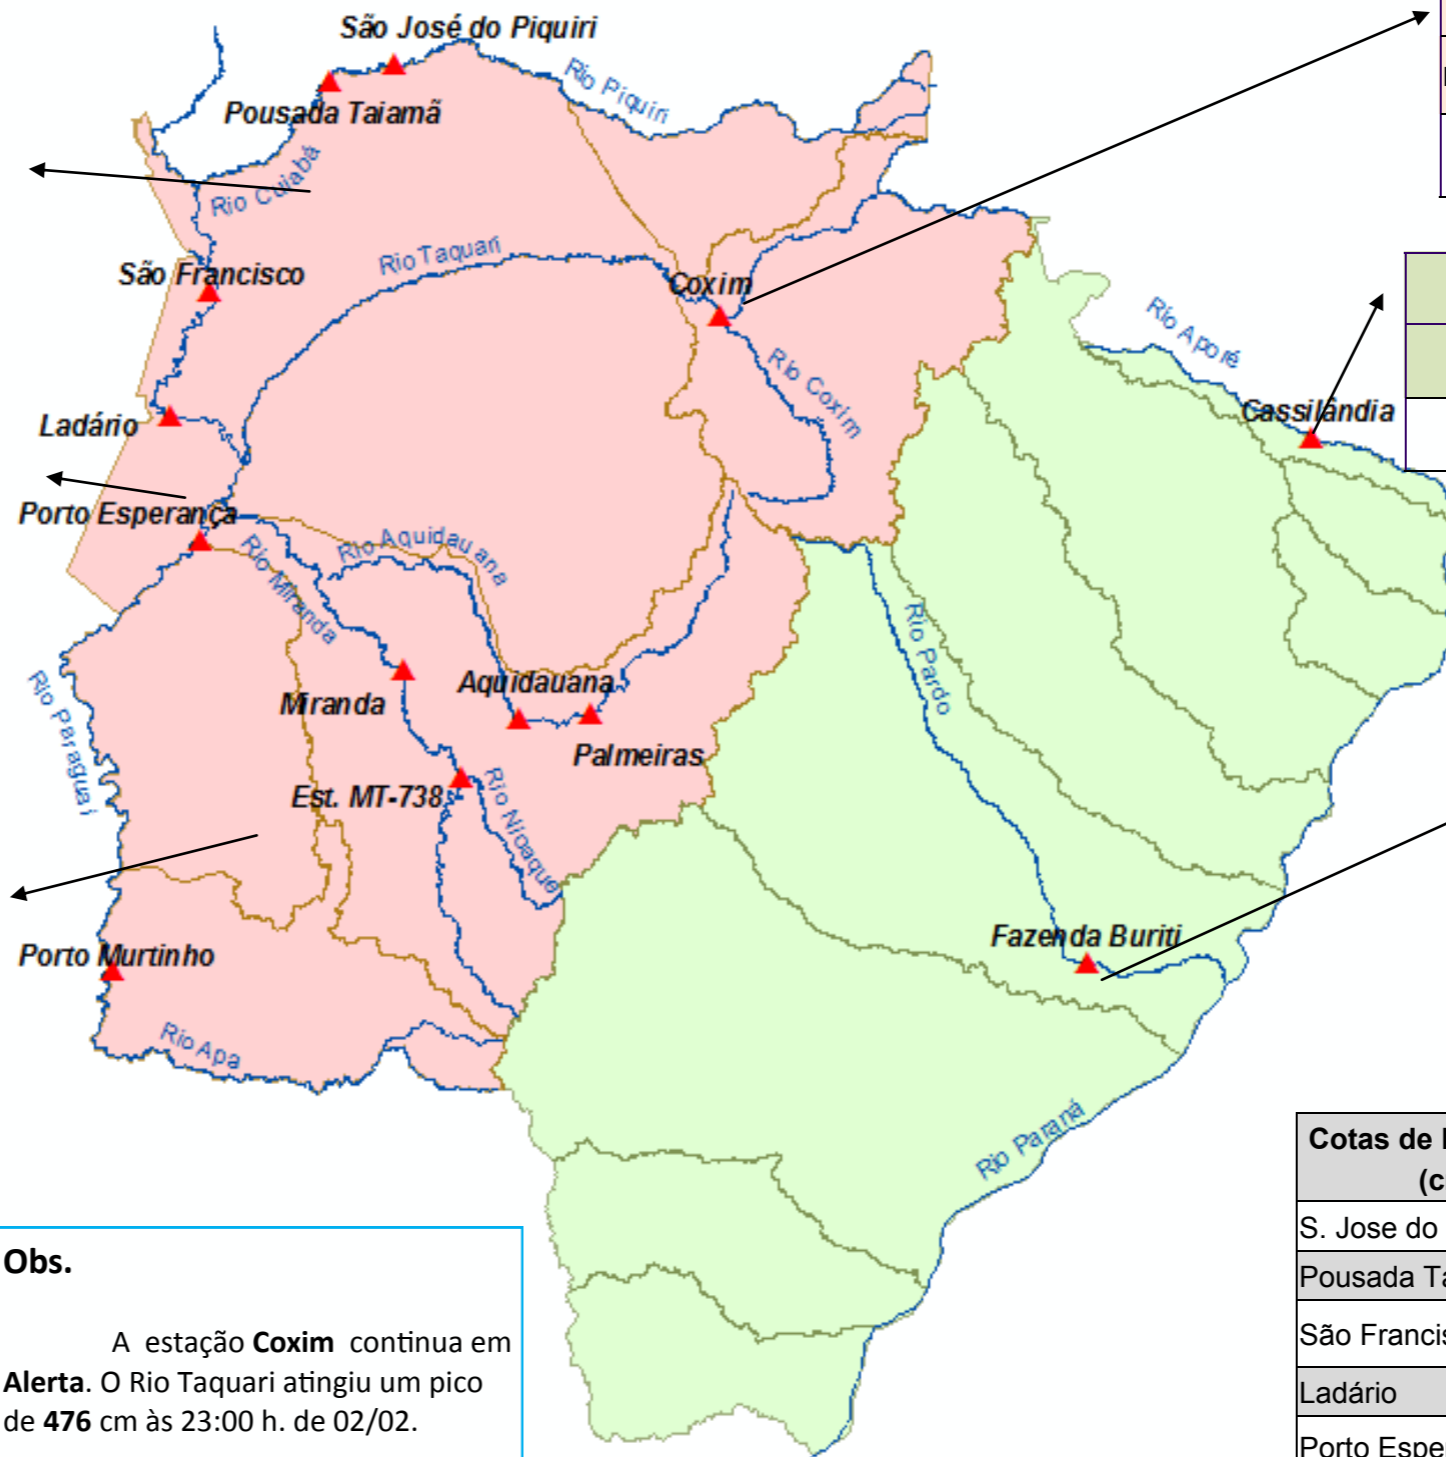 São José do Piquiri
Rio Piquiri
Pousada Taiamã
Rio Cuiabá
São Francisco
Rio Taquari
Coxim
Rio Aporé
Rio Coxim
Cassilândia
Ladário
Porto Esperança
Rio Aquidauana
Rio Miranda
Rio Pardo
Rio Paraguai
Aquidauana
Miranda
Palmeiras
Est. MT-738
Rio Nioaque
Fazenda Buriti
Porto Murtinho
Rio Apa
Rio Paraná
Cotas de
(c
S. Jose do
Pousada Ta
São Francis
Ladário
Porto Espe
Obs.
A estação Coxim continua em
Alerta. O Rio Taquari atingiu um pico
de 476 cm às 23:00 h. de 02/02.